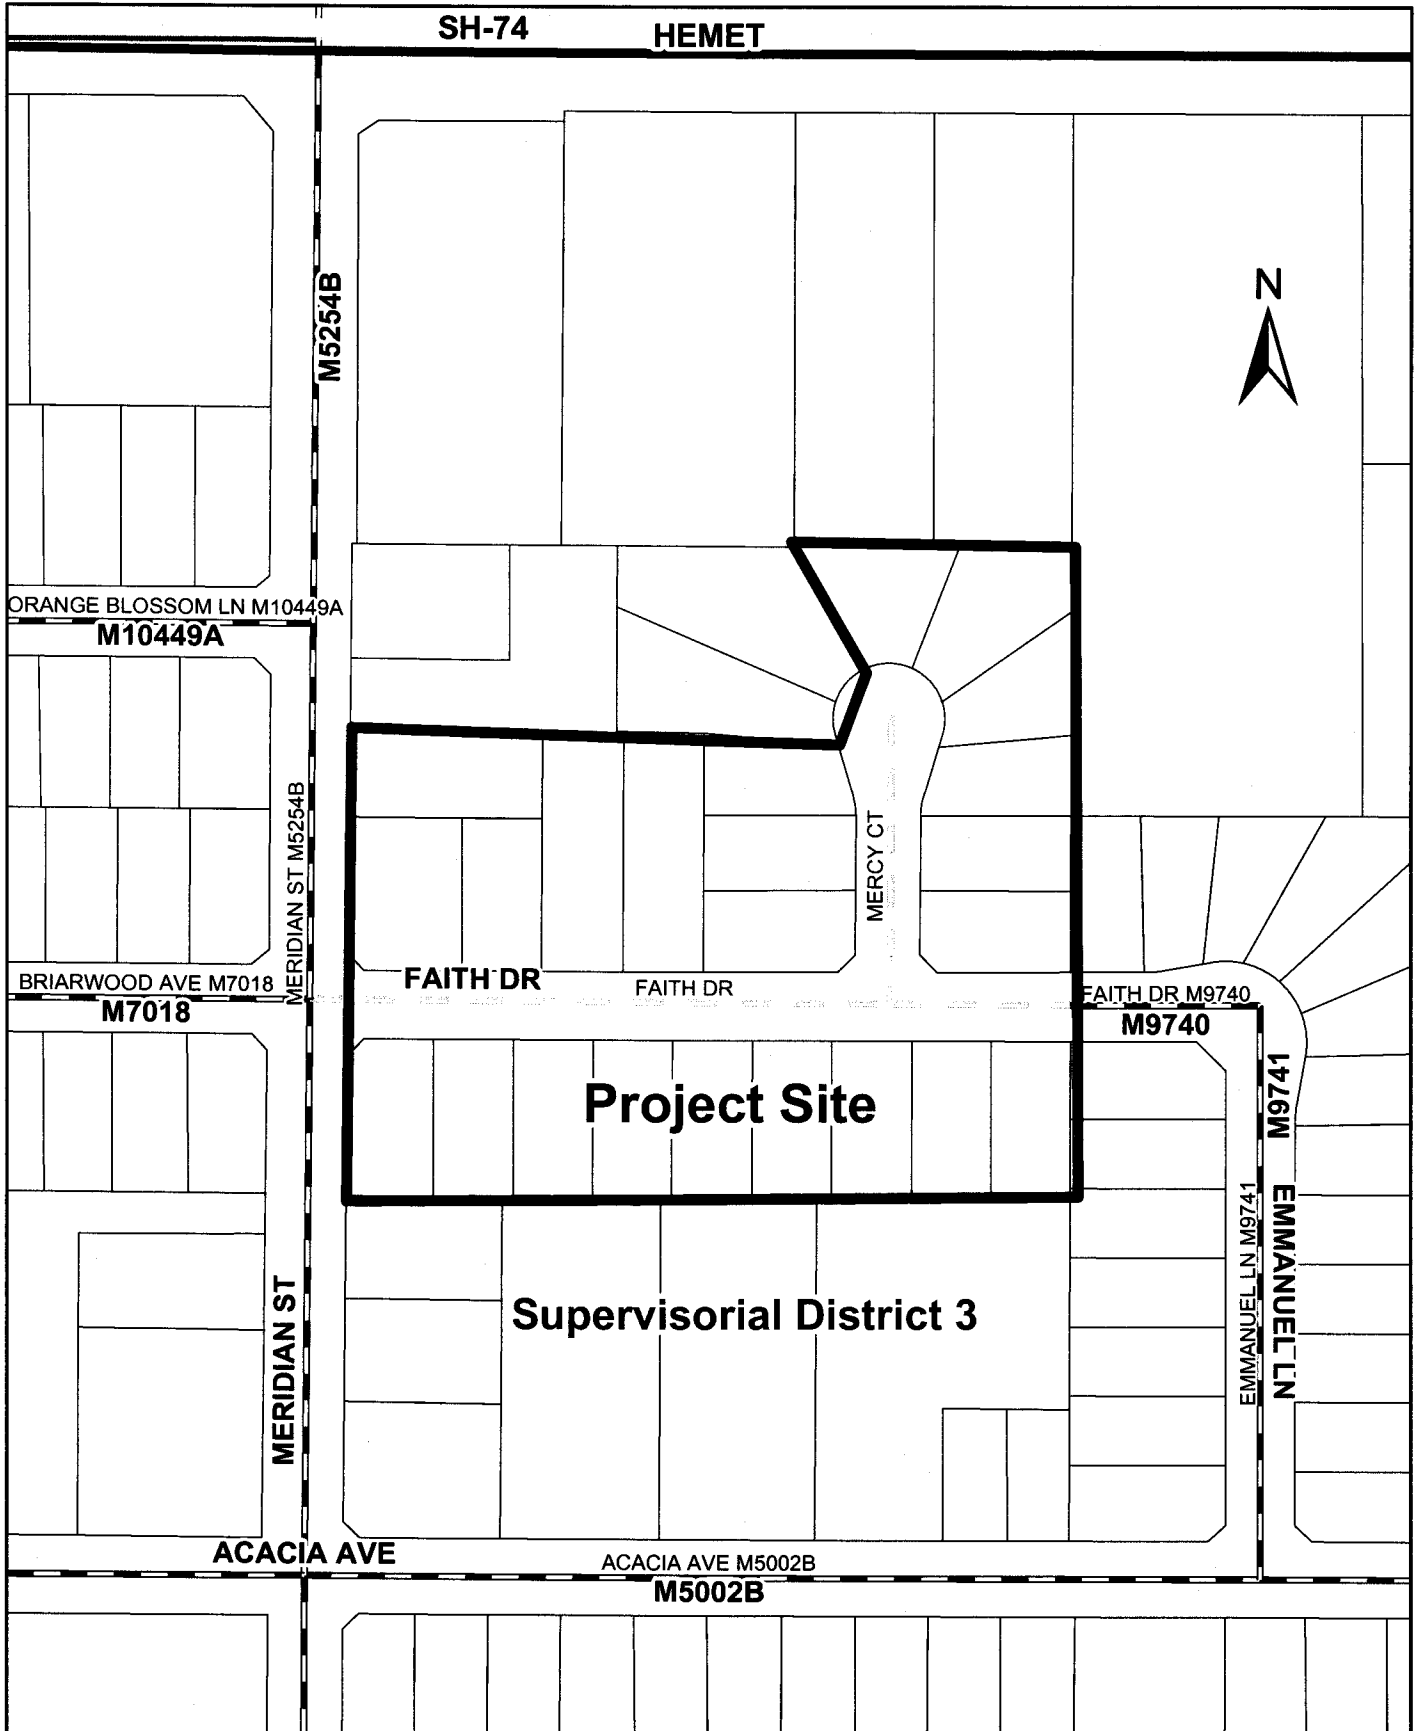 SH-74
HEMET
M5254B
N
ORANGE BLOSSOM LN M10449A
M10449A
MERIDIAN ST M5254B
MERCY CT
BRIARWOOD AVE M7018
M7018
FAITH DR
FAITH DR
FAITH DR M9740
M9740
M9741
Project Site
EMMANUEL LN M9741
EMMANUEL LN
Supervisorial District 3
MERIDIAN ST
ACACIA AVE
ACACIA AVE M5002B
M5002B